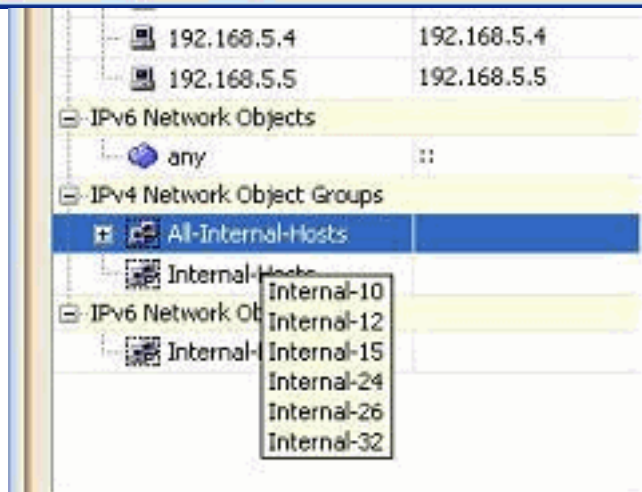 192.168.5.4 192.168.5.4
192.168.5.5 192.168.5.5
IPv6 Network Objects
any ::
IPv4 Network Object Groups
All-Internal-Hosts
Internal-Hosts
IPv6 Network Ob
Internal-
Internal-10
Internal-12
Internal-15
Internal-24
Internal-26
Internal-32